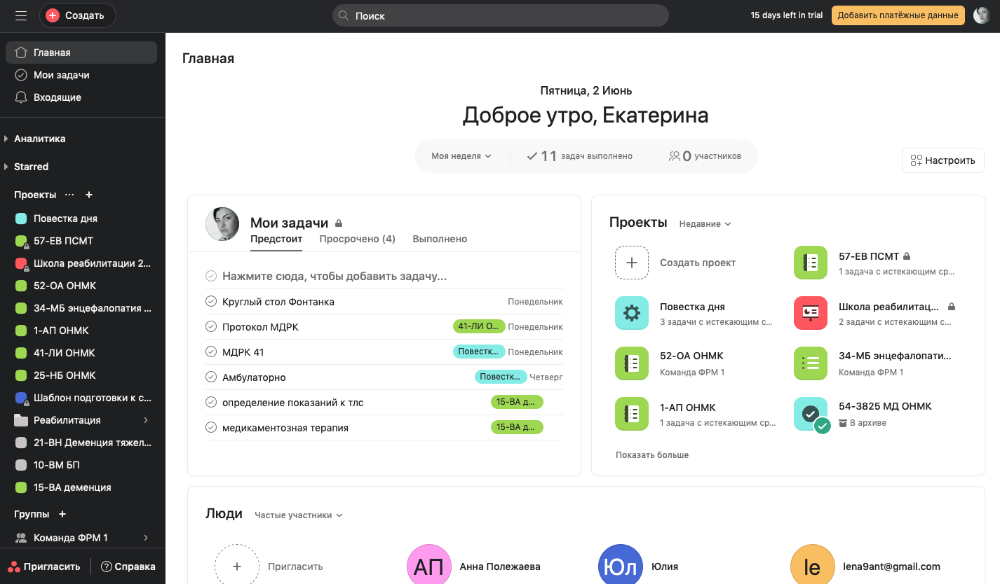 Создать
Поиск
15 days left in trial
Добавить платёжные данные
Главная
Мои задачи
Входящие
Аналитика
Starred
Проекты ... +
Повестка дня
57-ЕВ ПСМТ
Школа реабилитации 2...
52-ОА ОНМК
34-МБ энцефалопатия ...
1-АП ОНМК
41-ЛИ ОНМК
25-НБ ОНМК
Шаблон подготовки к с...
Реабилитация
21-ВН Деменция тяжел...
10-ВМ БП
15-ВА деменция
Группы +
Команда ФРМ 1
Пригласить
Справка
Главная
Пятница, 2 Июнь
Доброе утро, Екатерина
Моя неделя
11 задач выполнено
0 участников
Настроить
Мои задачи
Предстоит
Просрочено (4)
Выполнено
Нажмите сюда, чтобы добавить задачу...
Круглый стол Фонтанка
Понедельник
Протокол МДРК
41-ЛИ О...
Понедельник
МДРК 41
Повестк...
Понедельник
Амбулаторно
Повестк...
Четверг
определение показаний к тлс
15-ВА д...
медикаментозная терапия
15-ВА д...
Проекты
Недавние
Создать проект
57-ЕВ ПСМТ
1 задача с истекающим ср...
Повестка дня
3 задачи с истекающим с...
Школа реабилитац...
2 задачи с истекающим с...
52-ОА ОНМК
Команда ФРМ 1
34-МБ энцефалопати...
Команда ФРМ 1
1-АП ОНМК
1 задача с истекающим ср...
54-3825 МД ОНМК
В архиве
Показать больше
Люди
Частые участники
Пригласить
АП
Анна Полежаева
Юл
Юлия
le
lena9ant@gmail.com